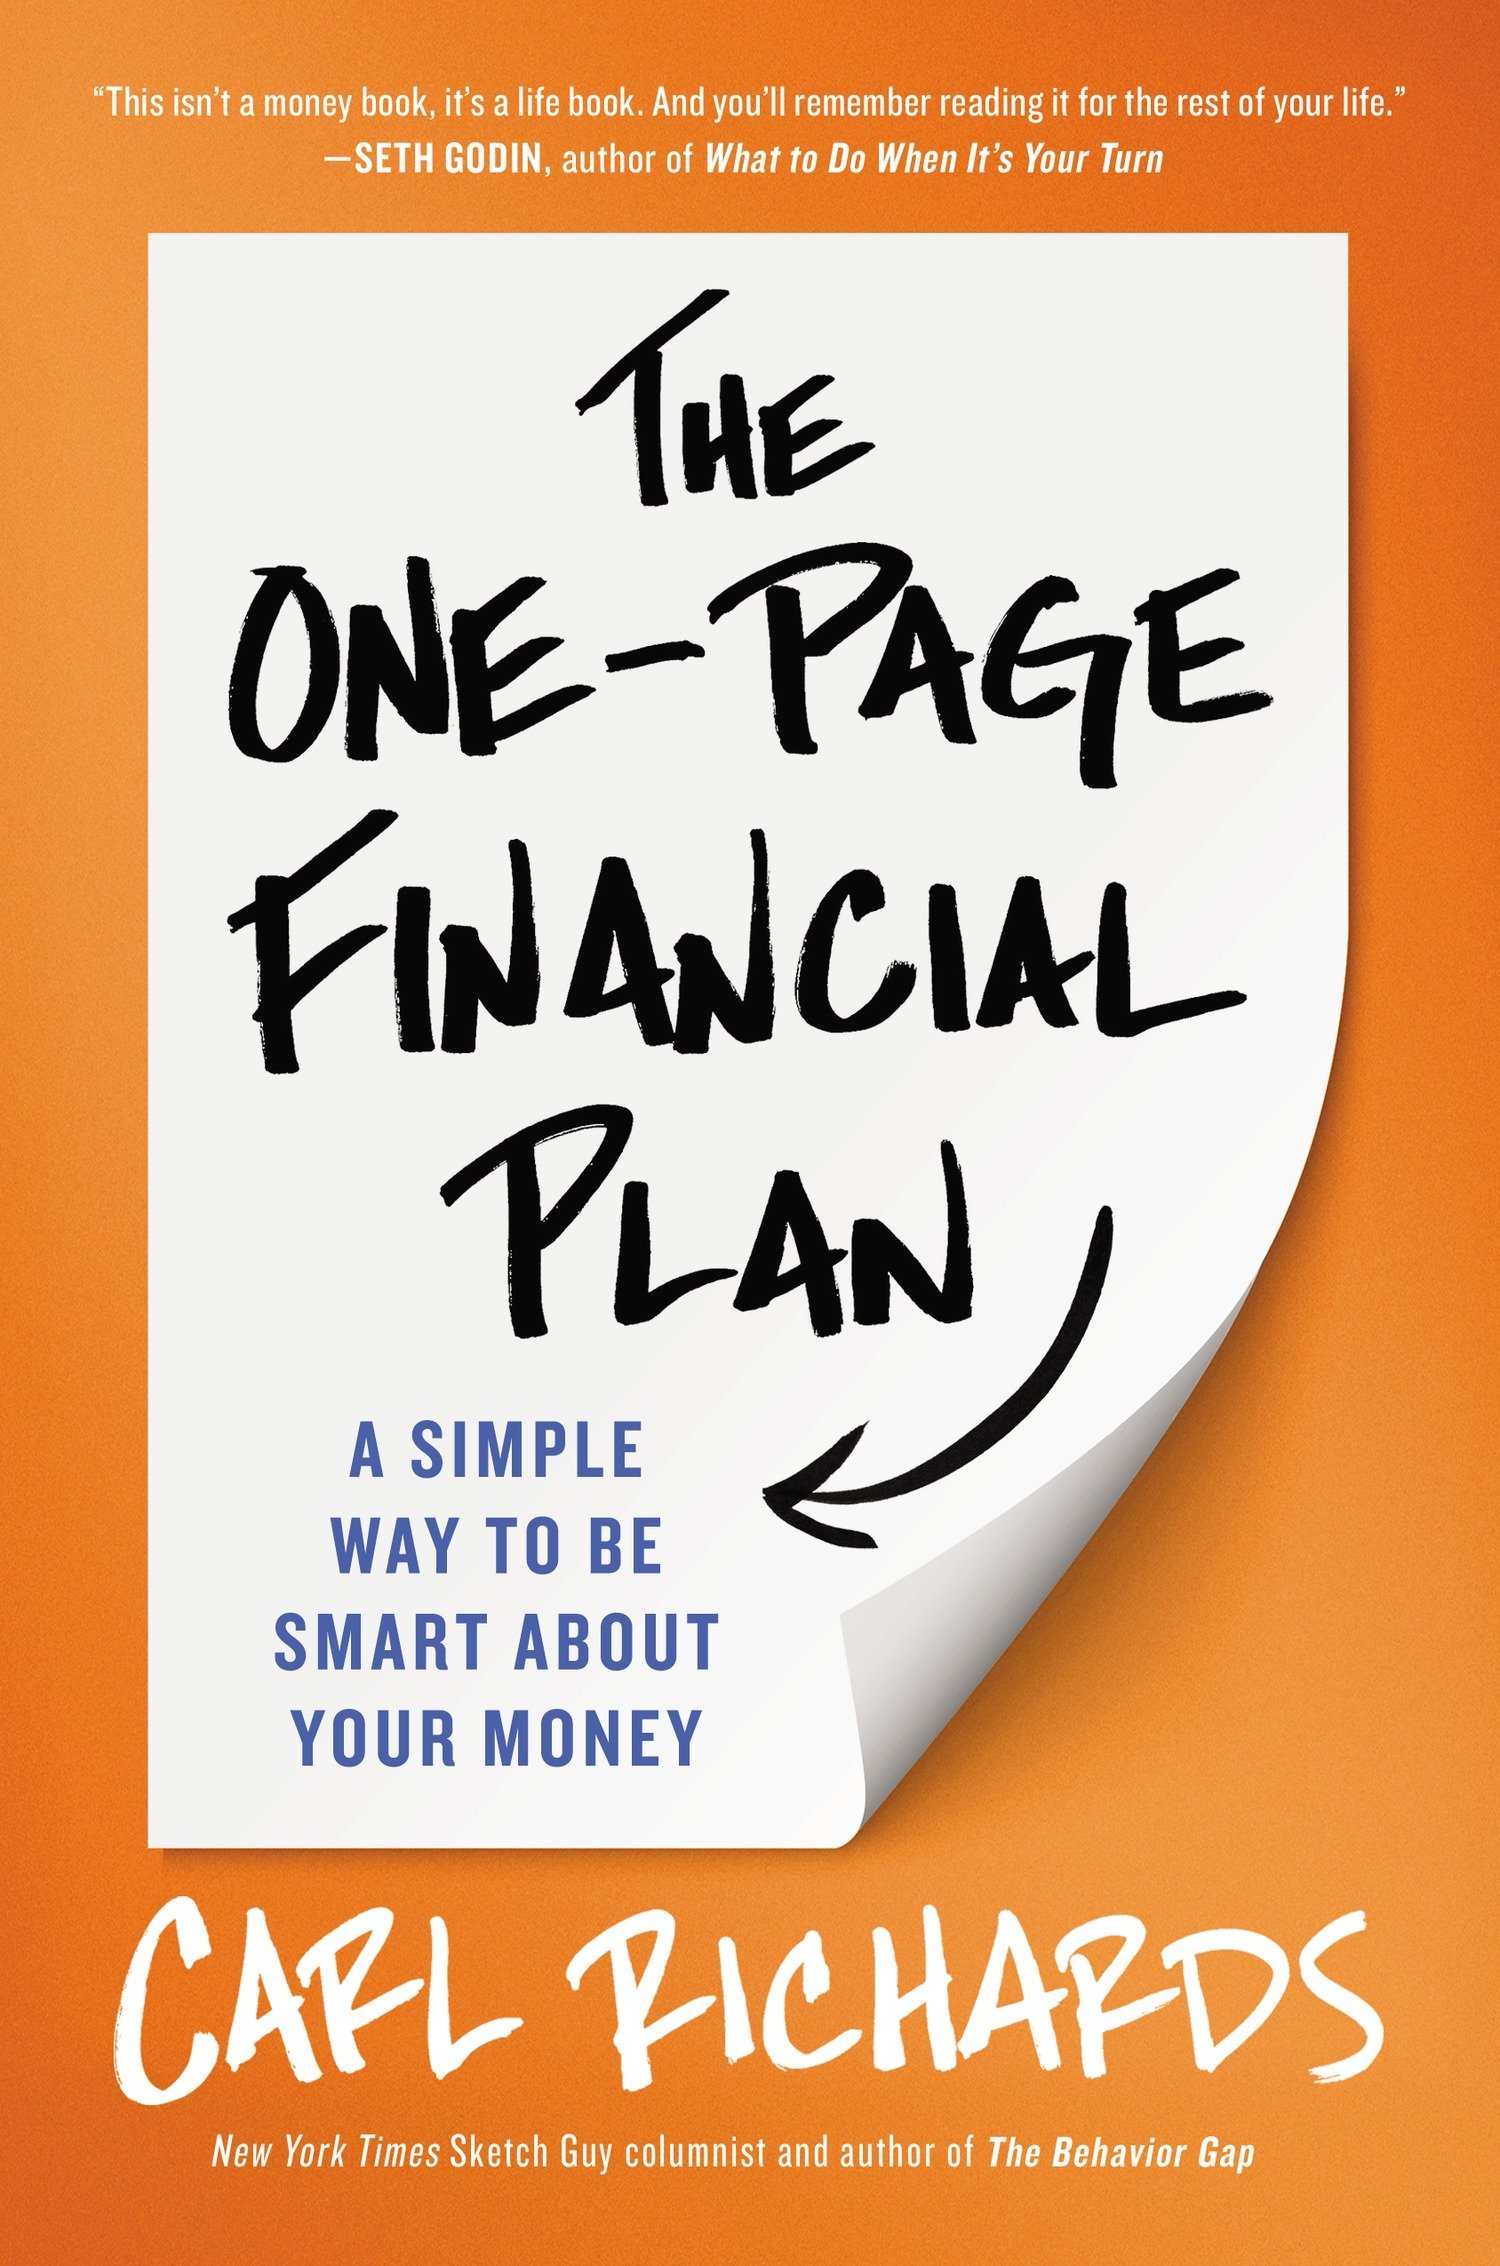 “This isn’t a money book, it’s a life book. And you’ll remember reading it for the rest of your life.”
—SETH GODIN, author of What to Do When It’s Your Turn
THE
ONE-PAGE
FINANCIAL
PLAN
A SIMPLE
WAY TO BE
SMART ABOUT
YOUR MONEY
CARL RICHARDS
New York Times Sketch Guy columnist and author of The Behavior Gap